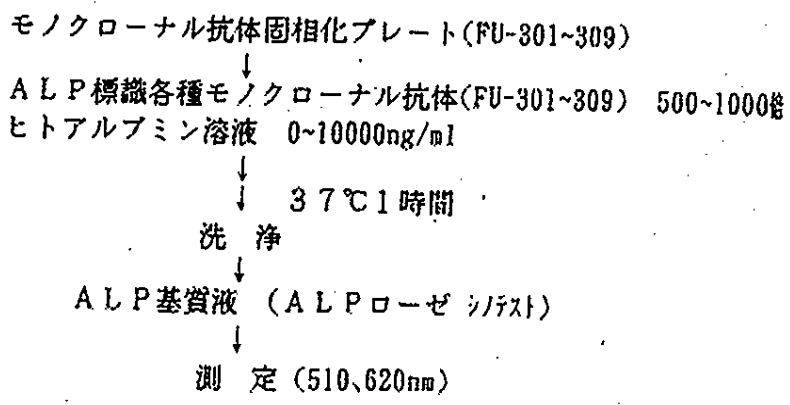 モノクローナル抗体固相化プレート(FU-301~309)
↓
ALP標識各種モノクローナル抗体(FU-301~309) 500~1000倍
ヒトアルブミン溶液 0~10000ng/ml
↓
↓ 37℃1時間
洗 浄
↓
ALP基質液 (ALPローゼ シノテスト)
↓
測 定(510、620nm)